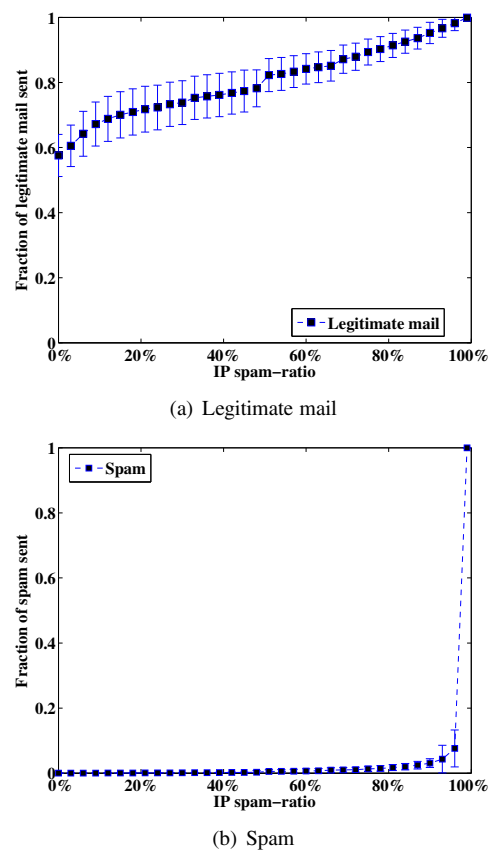 Fraction of legitimate mail sent
1
0.8
0.6
0.4
0.2
0
0% 20% 40% 60% 80% 100%
Legitimate mail
IP spam−ratio
(a) Legitimate mail
Fraction of spam sent
1
0.8
0.6
0.4
0.2
0
0% 20% 40% 60% 80% 100%
Spam
IP spam−ratio
(b) Spam